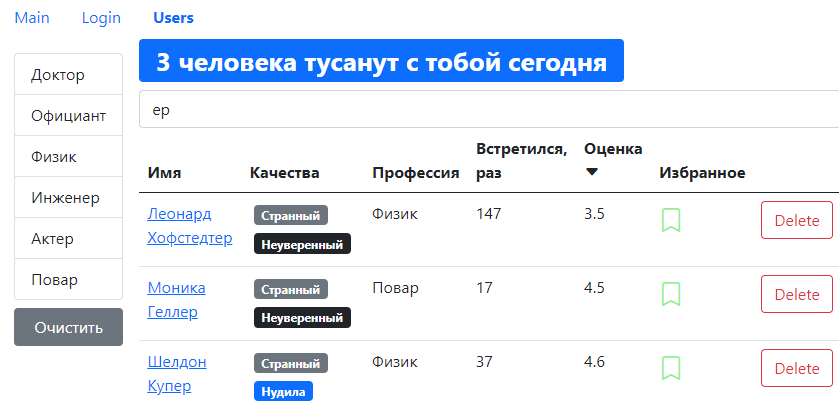 Main Login Users
Доктор
Официант
Физик
Инженер
Актер
Повар
Очистить
3 человека тусанут с тобой сегодня
ер
Имя Качества Профессия Встретился, раз Оценка Избранное
Леонард Хофстедтер Странный Неуверенный Физик 147 3.5 Delete
Моника Геллер Странный Неуверенный Повар 17 4.5 Delete
Шелдон Купер Странный Нудила Физик 37 4.6 Delete